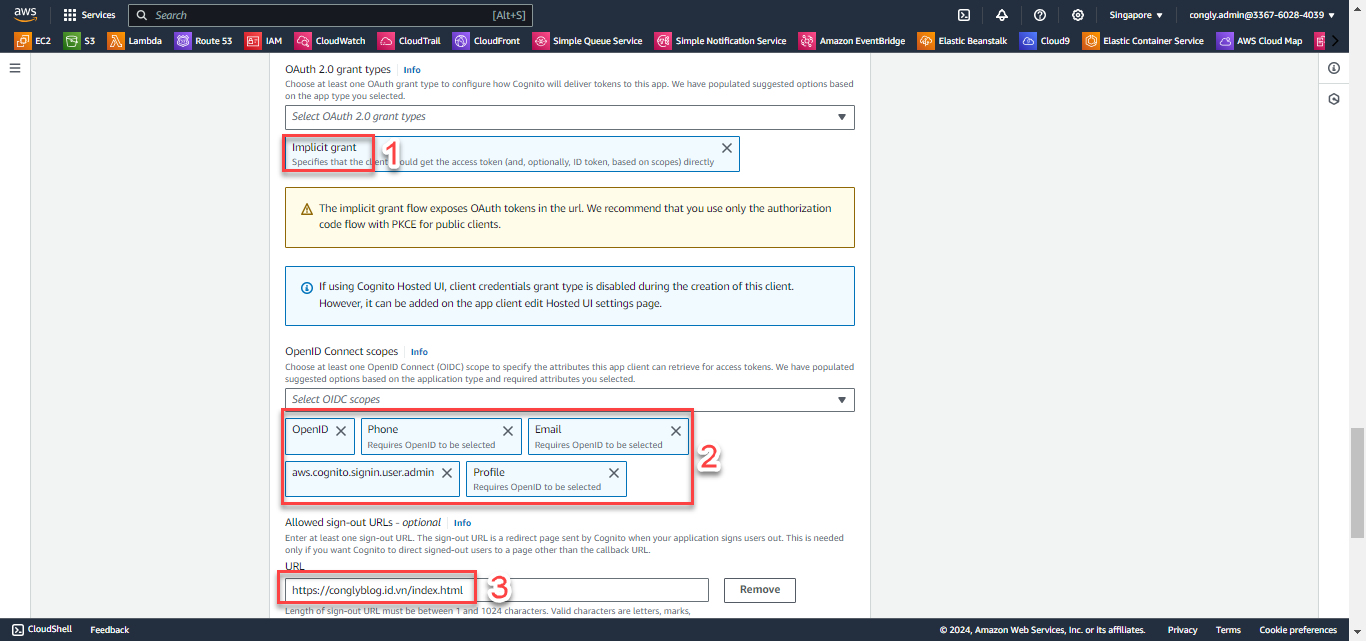 aws
Services
Search
[Alt+S]
Singapore
congly.admin@3367-6028-4039
EC2
S3
Lambda
Route 53
IAM
CloudWatch
CloudTrail
CloudFront
Simple Queue Service
Simple Notification Service
Amazon EventBridge
Elastic Beanstalk
Cloud9
Elastic Container Service
AWS Cloud Map
OAuth 2.0 grant types
Info
Choose at least one OAuth grant type to configure how Cognito will deliver tokens to this app. We have populated suggested options based
on the app type you selected.
Select OAuth 2.0 grant types
Implicit grant
1
Specifies that the client should get the access token (and, optionally, ID token, based on scopes) directly
The implicit grant flow exposes OAuth tokens in the url. We recommend that you use only the authorization
code flow with PKCE for public clients.
If using Cognito Hosted UI, client credentials grant type is disabled during the creation of this client.
However, it can be added on the app client edit Hosted UI settings page.
OpenID Connect scopes
Info
Choose at least one OpenID Connect (OIDC) scope to specify the attributes this app client can retrieve for access tokens. We have populated
suggested options based on the application type and required attributes you selected.
Select OIDC scopes
OpenID
Phone
Requires OpenID to be selected
Email
Requires OpenID to be selected
2
aws.cognito.signin.user.admin
Profile
Requires OpenID to be selected
Allowed sign-out URLs - optional
Info
Enter at least one sign-out URL. The sign-out URL is a redirect page sent by Cognito when your application signs users out. This is needed
only if you want Cognito to direct signed-out users to a page other than the callback URL.
URL
https://conglyblog.id.vn/index.html
3
Remove
Length of sign-out URL must be between 1 and 1024 characters. Valid characters are letters, marks,
CloudShell
Feedback
© 2024, Amazon Web Services, Inc. or its affiliates.
Privacy
Terms
Cookie preferences